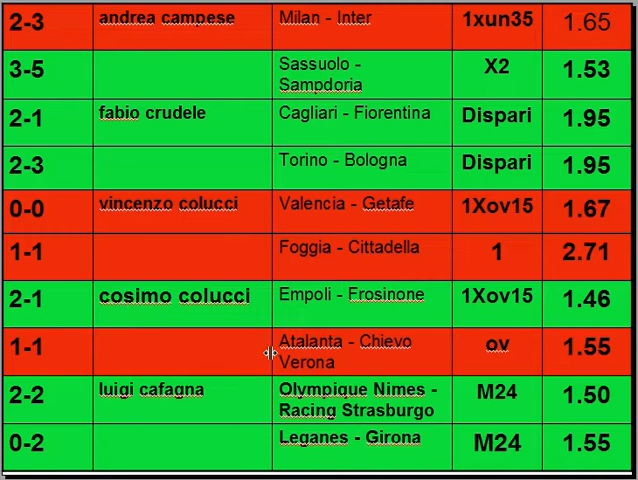 2-3 andrea campese Milan - Inter 1xun35 1.65
3-5 Sassuolo - X2 1.53
Sampdoria
2-1 fabio crudele Cagliari - Fiorentina Dispari 1.95
2-3 Torino - Bologna Dispari 1.95
0-0 vincenzo colucci Valencia - Getafe 1Xov15 1.67
1-1 Foggia - Cittadella 1 2.71
2-1 cosimo colucci Empoli - Frosinone 1Xov15 1.46
1-1 Atalanta - Chievo ov 1.55
Verona
2-2 luigi cafagna Olympique Nimes - M24 1.50
Racing Strasburgo
0-2 Leganes - Girona M24 1.55